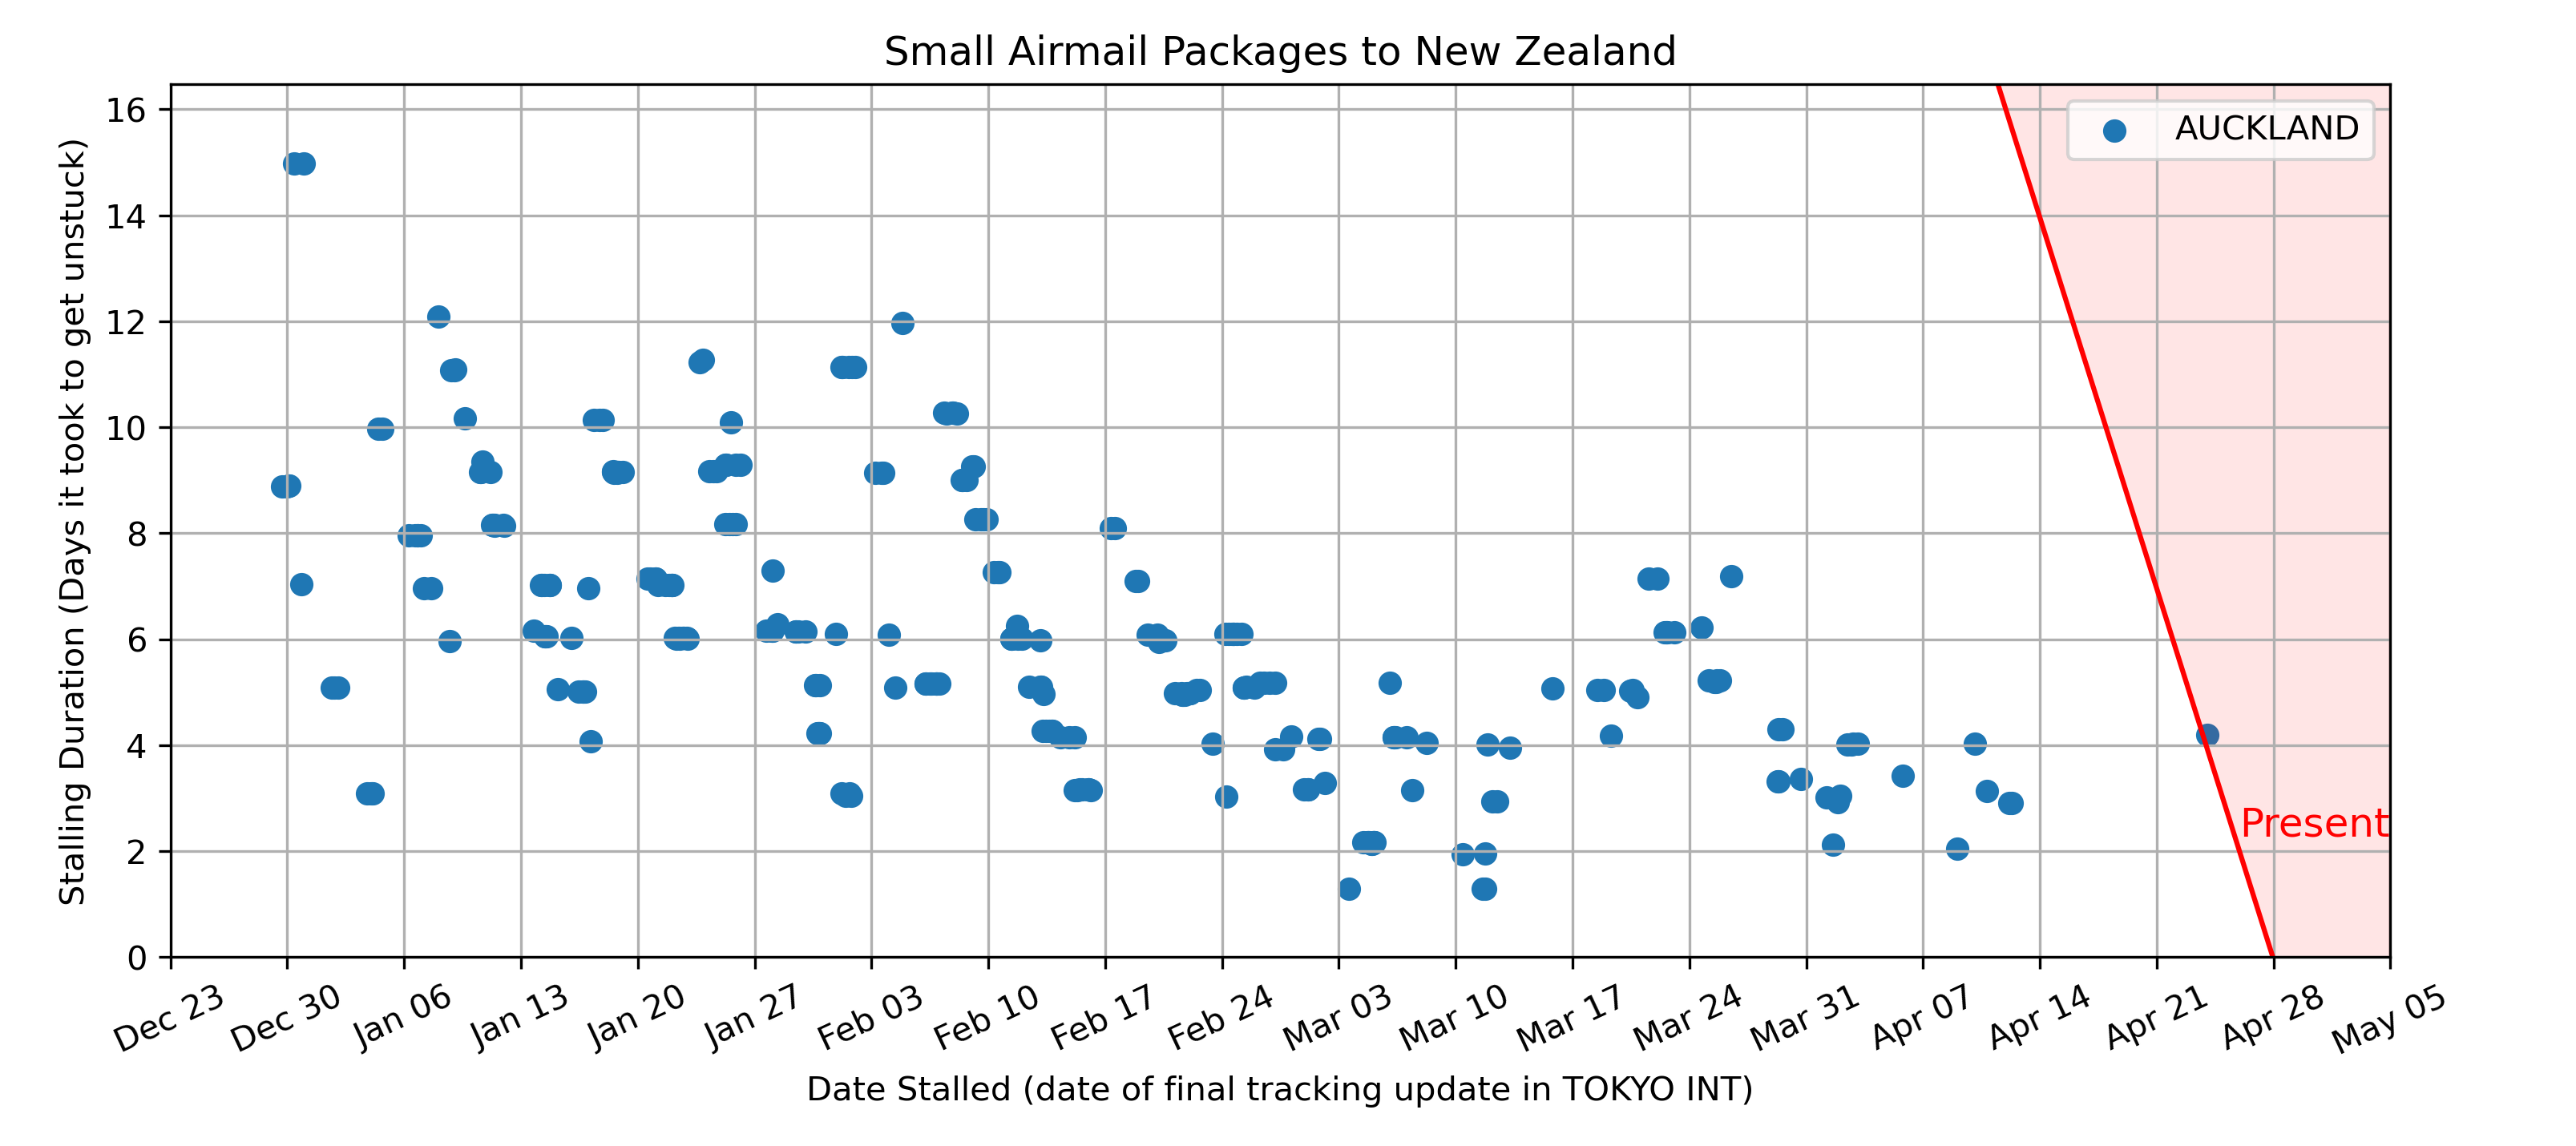 Small Airmail Packages to New Zealand
Stalling Duration (Days it took to get unstuck)
16
14
12
10
8
6
4
2
0
AUCKLAND
Present
Dec 23
Dec 30
Jan 06
Jan 13
Jan 20
Jan 27
Feb 03
Feb 10
Feb 17
Feb 24
Mar 03
Mar 10
Mar 17
Mar 24
Mar 31
Apr 07
Apr 14
Apr 21
Apr 28
May 05
Date Stalled (date of final tracking update in TOKYO INT)